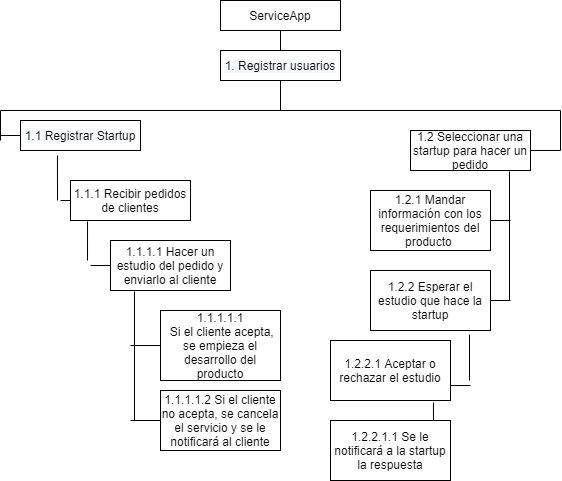 ServiceApp
1. Registrar usuarios
1.1 Registrar Startup
1.1.1 Recibir pedidos
de clientes
1.1.1.1 Hacer un
estudio del pedido y
enviarlo al cliente
1.1.1.1.1
Si el cliente acepta,
se empieza el
desarrollo del
producto
1.1.1.1.2 Si el cliente
no acepta, se cancela
el servicio y se le
notificará al cliente
1.2 Seleccionar una
startup para hacer un
pedido
1.2.1 Mandar
información con los
requerimientos del
producto
1.2.2 Esperar el
estudio que hace la
startup
1.2.2.1 Aceptar o
rechazar el estudio
1.2.2.1.1 Se le
notificará a la startup
la respuesta